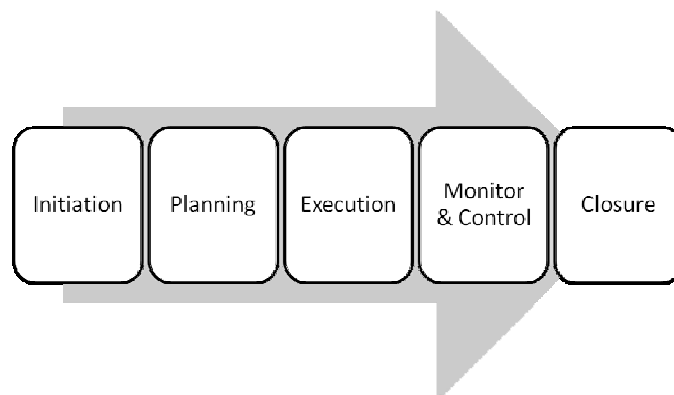 Initiation
Planning
Execution
Monitor
& Control
Closure